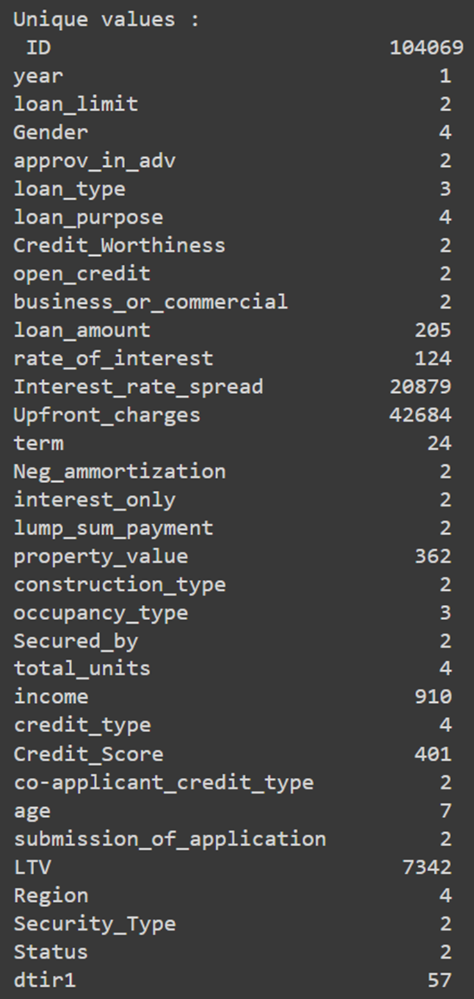 Unique values :
ID 104069
year 1
loan_limit 2
Gender 4
approv_in_adv 2
loan_type 3
loan_purpose 4
Credit_Worthiness 2
open_credit 2
business_or_commercial 2
loan_amount 205
rate_of_interest 124
Interest_rate_spread 20879
Upfront_charges 42684
term 24
Neg_ammortization 2
interest_only 2
lump_sum_payment 2
property_value 362
construction_type 2
occupancy_type 3
Secured_by 2
total_units 4
income 910
credit_type 4
Credit_Score 401
co-applicant_credit_type 2
age 7
submission_of_application 2
LTV 7342
Region 4
Security_Type 2
Status 2
dtir1 57